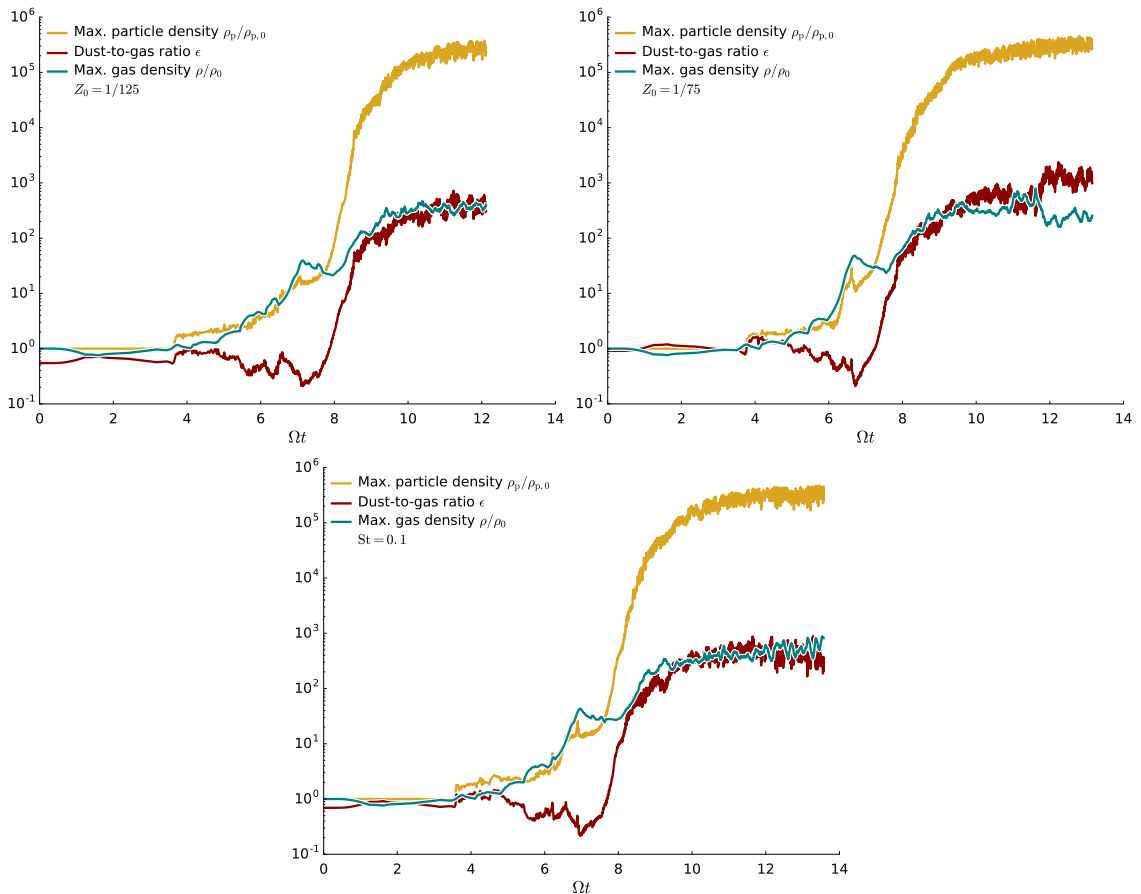 10^6
10^5
10^4
10^3
10^2
10^1
10^0
10^-1
Max. particle density ρp/ρp,0
Dust-to-gas ratio ϵ
Max. gas density ρ/ρ0
Z0 = 1/125
0 2 4 6 8 10 12 14
Ωt
10^6
10^5
10^4
10^3
10^2
10^1
10^0
10^-1
Max. particle density ρp/ρp,0
Dust-to-gas ratio ϵ
Max. gas density ρ/ρ0
Z0 = 1/75
0 2 4 6 8 10 12 14
Ωt
10^6
10^5
10^4
10^3
10^2
10^1
10^0
10^-1
Max. particle density ρp/ρp,0
Dust-to-gas ratio ϵ
Max. gas density ρ/ρ0
St = 0.1
0 2 4 6 8 10 12 14
Ωt